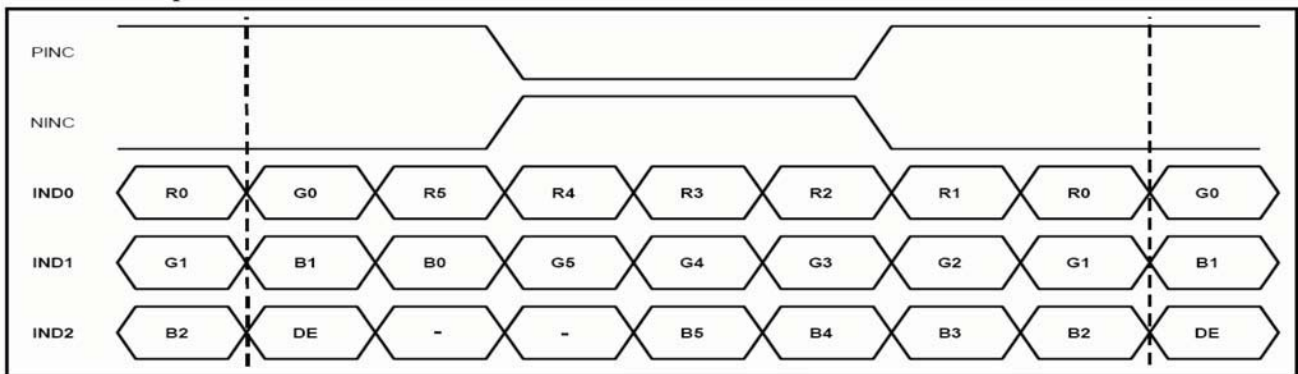 PINC
NINC
IND0 R0 G0 R5 R4 R3 R2 R1 R0 G0
IND1 G1 B1 B0 G5 G4 G3 G2 G1 B1
IND2 B2 DE - - B5 B4 B3 B2 DE